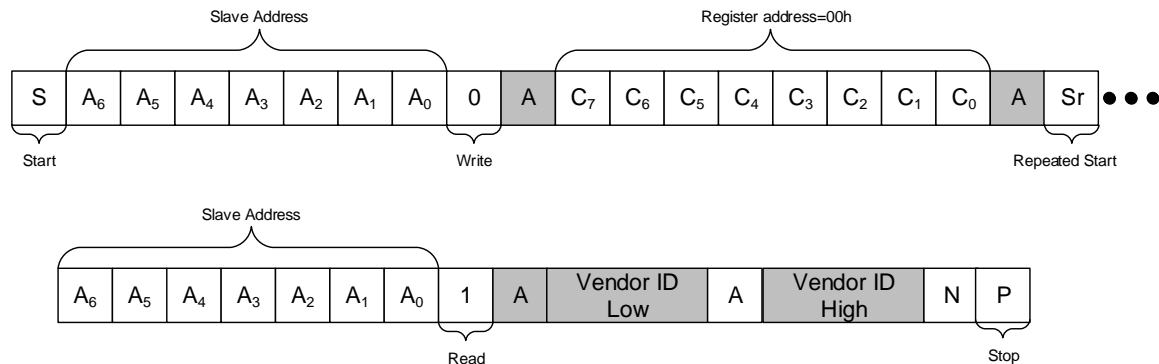 Slave Address Register address=00h
S A₆ A₅ A₄ A₃ A₂ A₁ A₀ 0 A C₇ C₆ C₅ C₄ C₃ C₂ C₁ C₀ A Sr
Start Write Repeated Start
Slave Address
A₆ A₅ A₄ A₃ A₂ A₁ A₀ 1 A Vendor ID Low A Vendor ID High N P
Read Stop